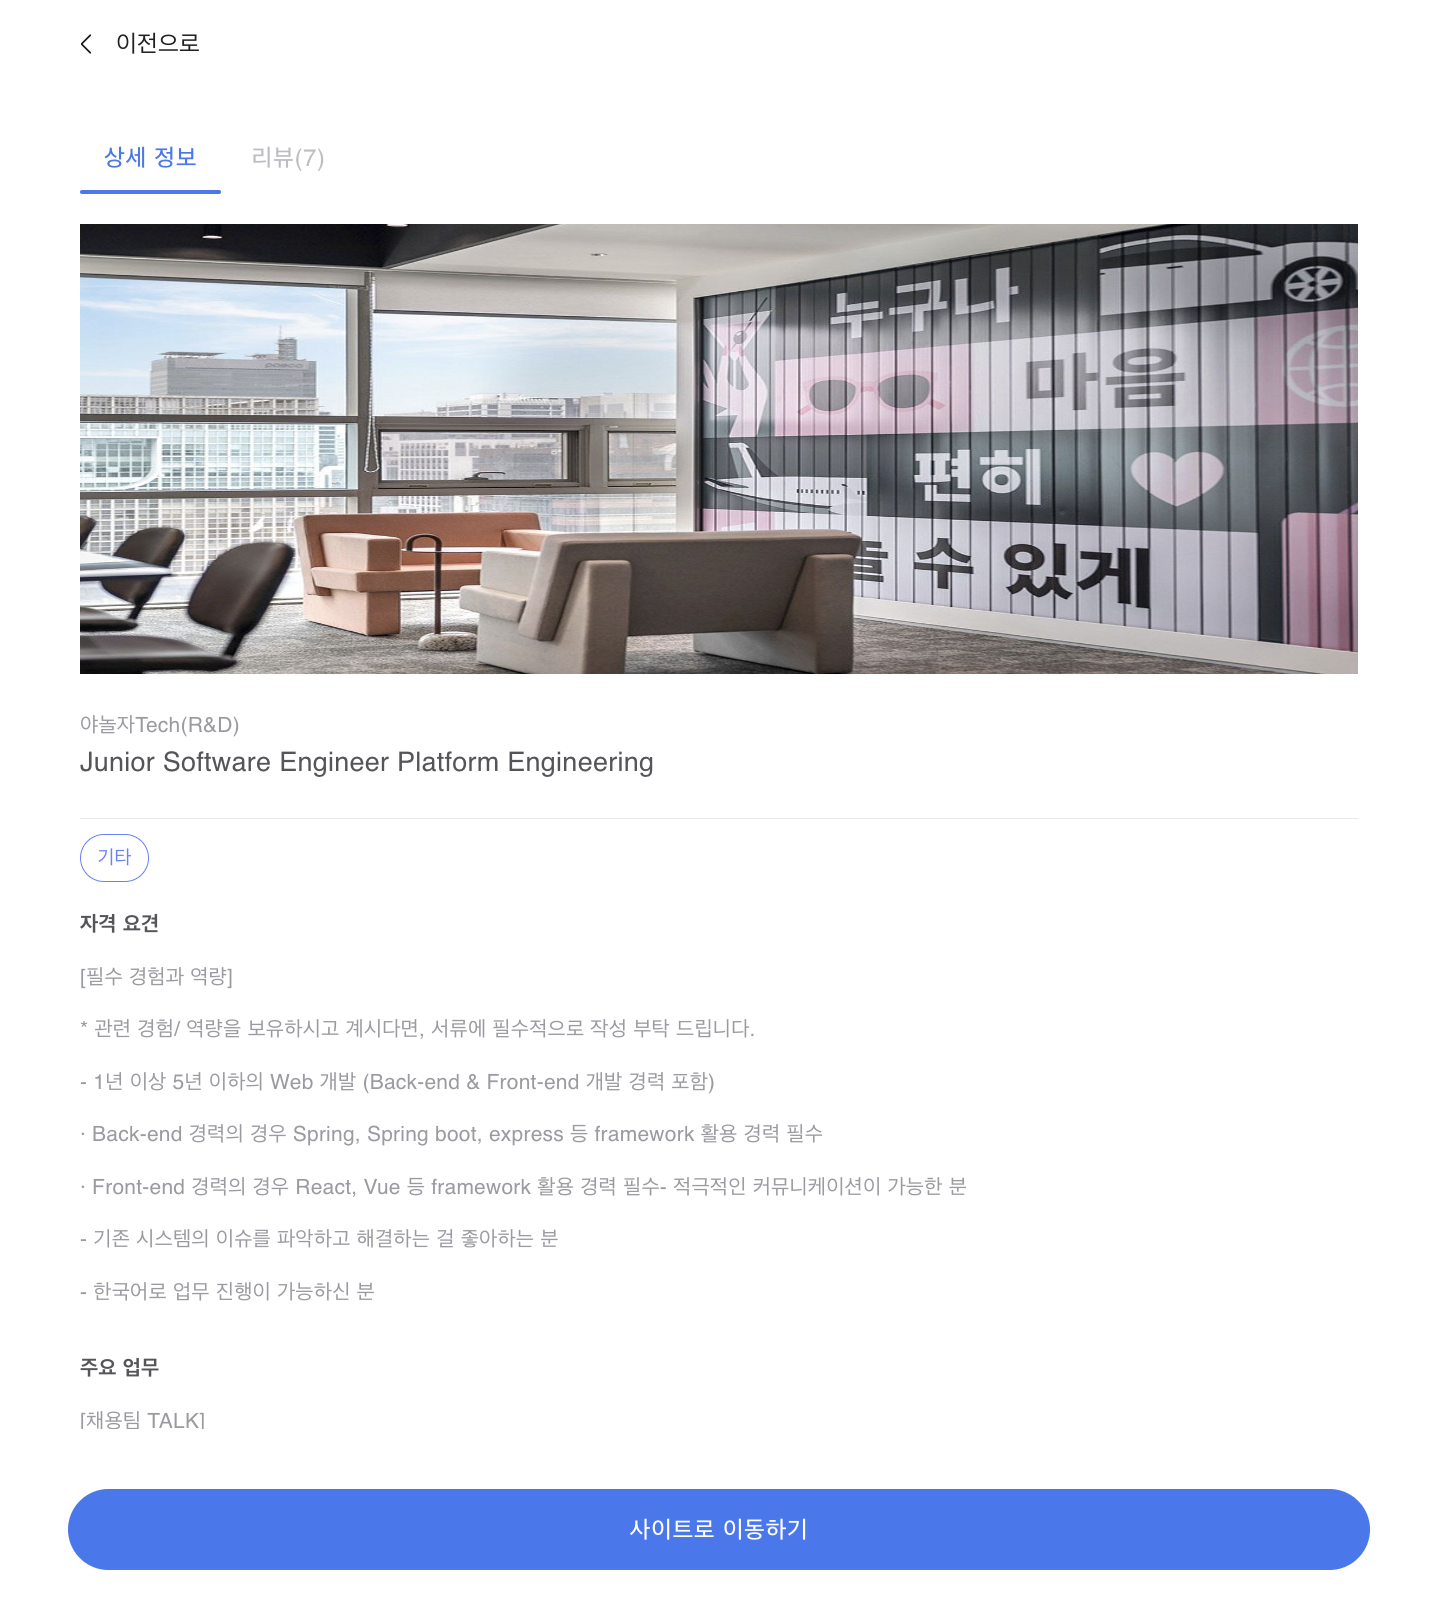 이전으로
상세 정보
리뷰(7)
posco
누구나
마음
편히
수 있게
야놀자Tech(R&D)
Junior Software Engineer Platform Engineering
기타
자격 요견
[필수 경험과 역량]
* 관련 경험/ 역량을 보유하시고 계시다면, 서류에 필수적으로 작성 부탁 드립니다.
- 1년 이상 5년 이하의 Web 개발 (Back-end & Front-end 개발 경력 포함)
· Back-end 경력의 경우 Spring, Spring boot, express 등 framework 활용 경력 필수
· Front-end 경력의 경우 React, Vue 등 framework 활용 경력 필수- 적극적인 커뮤니케이션이 가능한 분
- 기존 시스템의 이슈를 파악하고 해결하는 걸 좋아하는 분
- 한국어로 업무 진행이 가능하신 분
주요 업무
[채용팀 TALK]
사이트로 이동하기